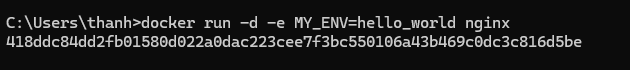 C:\Users\thanh>docker run -d -e MY_ENV=hello_world nginx
418ddc84dd2fb01580d022a0dac223cee7f3bc550106a43b469c0dc3c816d5be